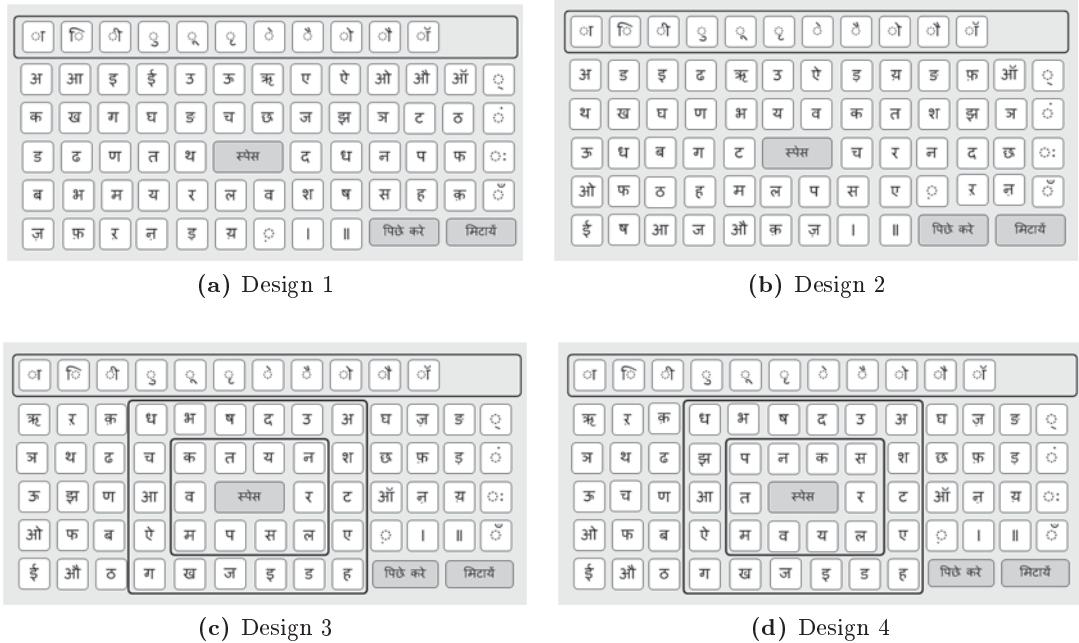 ा ि ी ु ू ृ े ै ो ौ ॉ
अ आ इ ई उ ऊ ऋ ए ऐ ओ औ ऑ ्
क ख ग घ ङ च छ ज झ ञ ट ठ ं
ड ढ ण त थ स्पेस द ध न प फ ः
ब भ म य र ल व श ष स ह क़ ँ
ज़ फ़ ऱ ऩ ड़ य़ ़ । ॥ पिछे करे मिटायें
(a) Design 1
ा ि ी ु ू ृ े ै ो ौ ॉ
अ ड इ ढ ऋ उ ऐ ड़ य़ ङ फ़ ऑ ्
थ ख घ ण भ य व क त श झ ञ ं
ऊ ध ब ग ट स्पेस च र न द छ ः
ओ फ ठ ह म ल प स ए ़ ऱ ऩ ँ
ई ष आ ज औ क़ ज़ । ॥ पिछे करे मिटायें
(b) Design 2
ा ि ी ु ू ृ े ै ो ौ ॉ
ऋ ऱ क़ ध भ ष द उ अ घ ज़ ङ ्
ञ थ ढ च क त य न श छ फ़ ड़ ं
ऊ झ ण आ व स्पेस र ट ऑ ऩ य़ ः
ओ फ ब ऐ म प स ल ए ़ । ॥ ँ
ई औ ठ ग ख ज इ ड ह पिछे करे मिटायें
(c) Design 3
ा ि ी ु ू ृ े ै ो ौ ॉ
ऋ ऱ क़ ध भ ष द उ अ घ ज़ ङ ्
ञ थ ढ झ प न क स श छ फ़ ड़ ं
ऊ च ण आ त स्पेस र ट ऑ ऩ य़ ः
ओ फ ब ऐ म व य ल ए ़ । ॥ ँ
ई औ ठ ग ख ज इ ड ह पिछे करे मिटायें
(d) Design 4